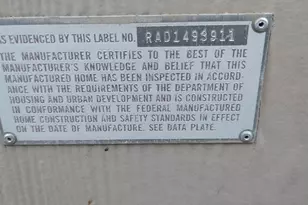 AS EVIDENCED BY THIS LABEL NO. RAD1493911
THE MANUFACTURER CERTIFIES TO THE BEST OF THE
MANUFACTURER'S KNOWLEDGE AND BELIEF THAT THIS
MANUFACTURED HOME HAS BEEN INSPECTED IN ACCORD-
ANCE WITH THE REQUIREMENTS OF THE DEPARTMENT OF
HOUSING AND URBAN DEVELOPMENT AND IS CONSTRUCTED
IN CONFORMANCE WITH THE FEDERAL MANUFACTURED
HOME CONSTRUCTION AND SAFETY STANDARDS IN EFFECT
ON THE DATE OF MANUFACTURE. SEE DATA PLATE.